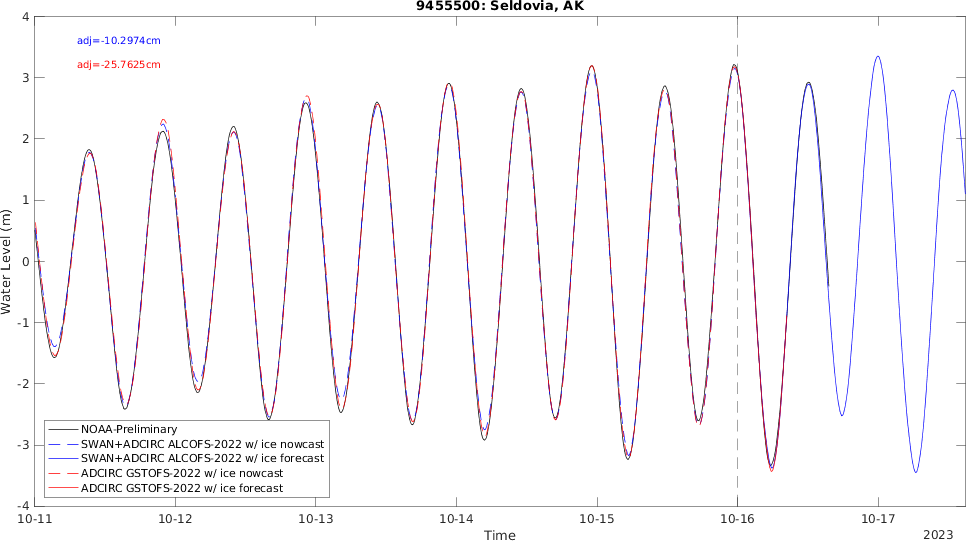 9455500: Seldovia, AK
adj=-10.2974cm
adj=-25.7625cm
Water Level (m)
4
3
2
1
0
-1
-2
-3
-4
NOAA-Preliminary
SWAN+ADCIRC ALCOFS-2022 w/ ice nowcast
SWAN+ADCIRC ALCOFS-2022 w/ ice forecast
ADCIRC GSTOFS-2022 w/ ice nowcast
ADCIRC GSTOFS-2022 w/ ice forecast
10-11 10-12 10-13 10-14 10-15 10-16 10-17
Time
2023